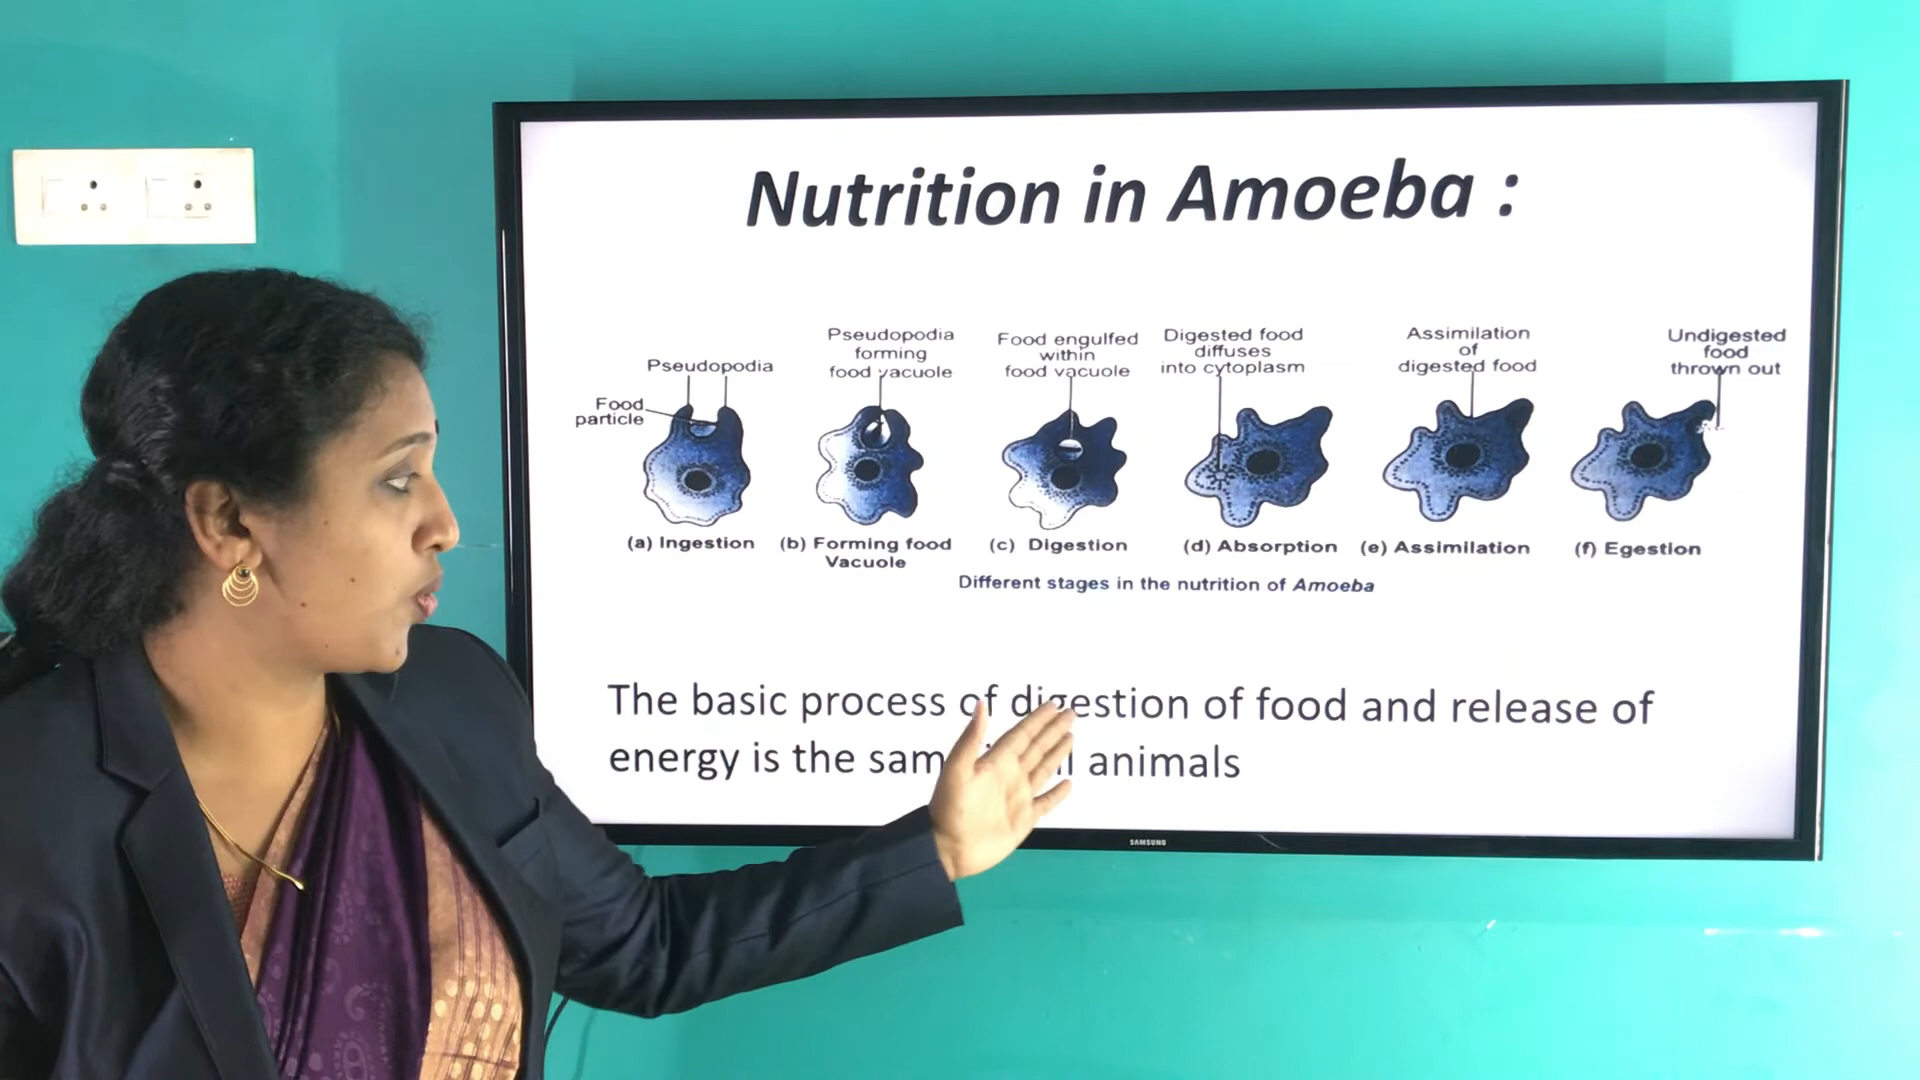 Nutrition in Amoeba :
Pseudopodia
Food
particle
Pseudopodia
forming
food vacuole
Food engulfed
within
food vacuole
Digested food
diffuses
into cytoplasm
Assimilation
of
digested food
Undigested
food
thrown out
(a) Ingestion
(b) Forming food
Vacuole
(c) Digestion
(d) Absorption
(e) Assimilation
(f) Egestion
Different stages in the nutrition of Amoeba
The basic process of digestion of food and release of
energy is the animals
SAMSUNG